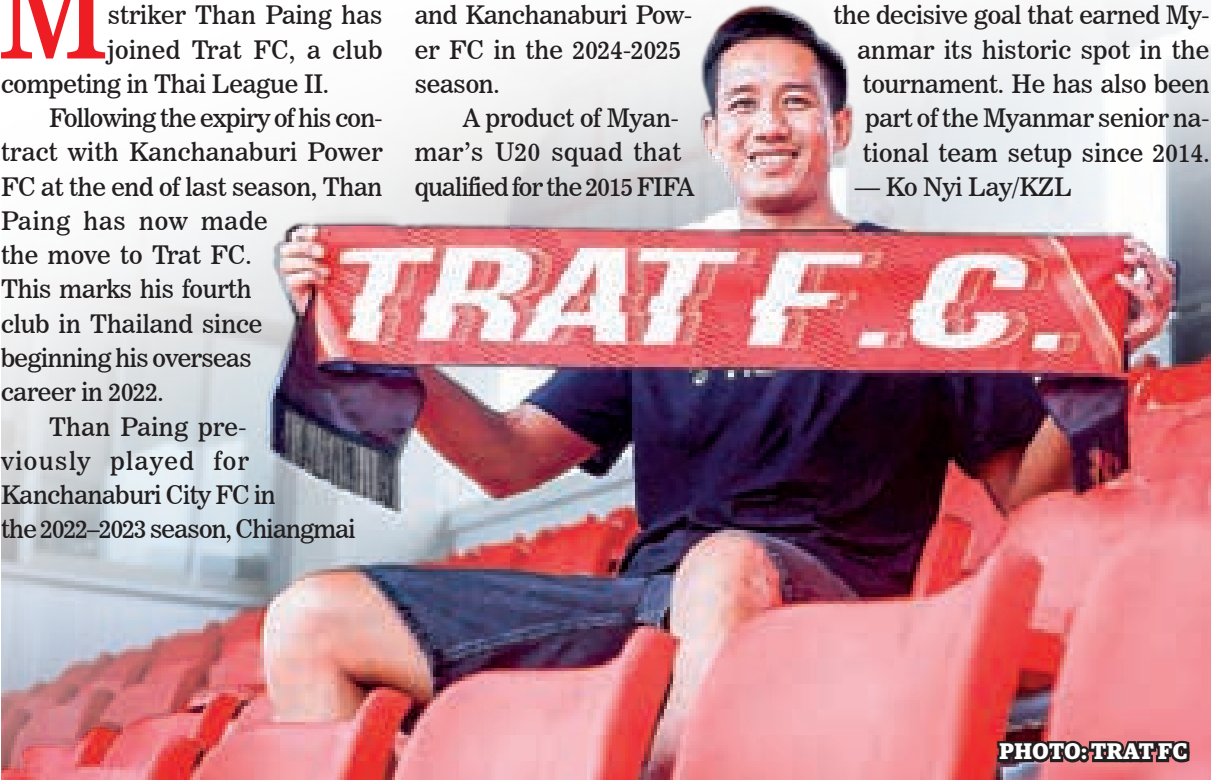 M
striker Than Paing has
joined Trat FC, a club
competing in Thai League II.
Following the expiry of his con-
tract with Kanchanaburi Power
FC at the end of last season, Than
Paing has now made
the move to Trat FC.
This marks his fourth
club in Thailand since
beginning his overseas
career in 2022.
Than Paing pre-
viously played for
Kanchanaburi City FC in
the 2022–2023 season, Chiangmai
and Kanchanaburi Pow-
er FC in the 2024-2025
season.
A product of Myan-
mar’s U20 squad that
qualified for the 2015 FIFA
the decisive goal that earned My-
anmar its historic spot in the
tournament. He has also been
part of the Myanmar senior na-
tional team setup since 2014.
— Ko Nyi Lay/KZL
TRAT F.C.
PHOTO: TRAT FC